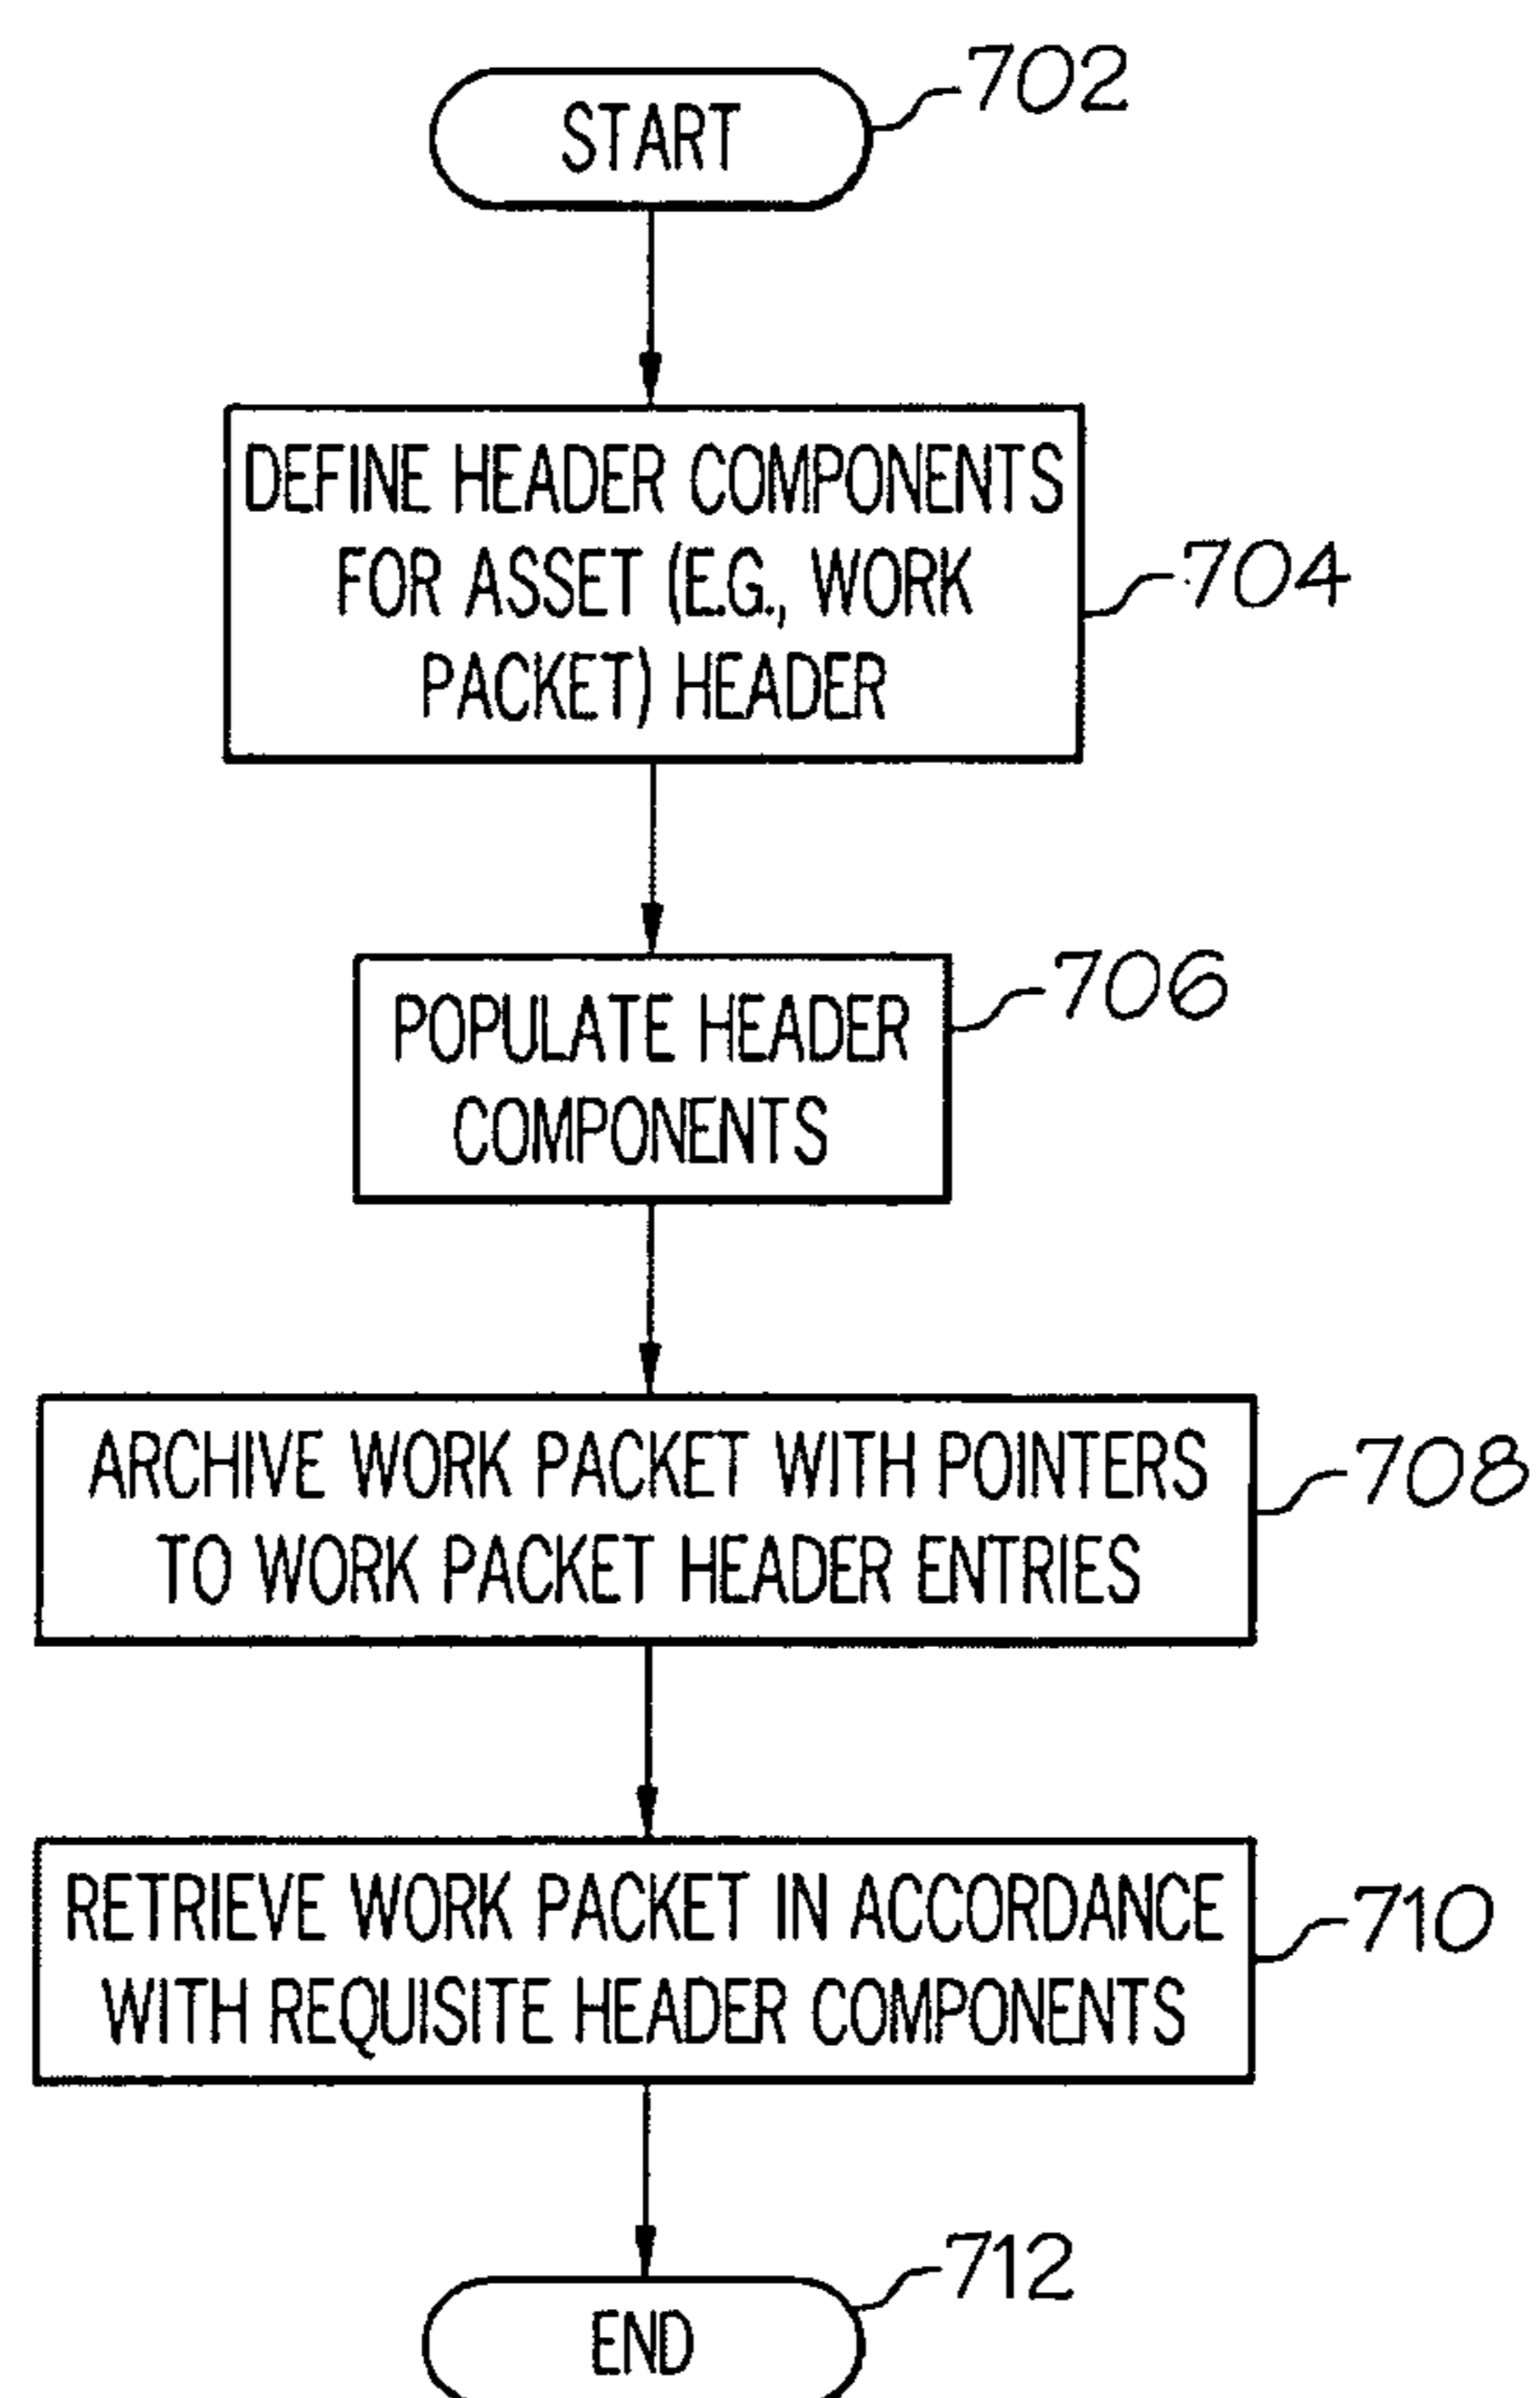 702
START
DEFINE HEADER COMPONENTS
FOR ASSET (E.G., WORK
PACKET) HEADER
704
706
POPULATE HEADER
COMPONENTS
708
ARCHIVE WORK PACKET WITH POINTERS
TO WORK PACKET HEADER ENTRIES
RETRIEVE WORK PACKET IN ACCORDANCE
WITH REQUISITE HEADER COMPONENTS
710
712
END